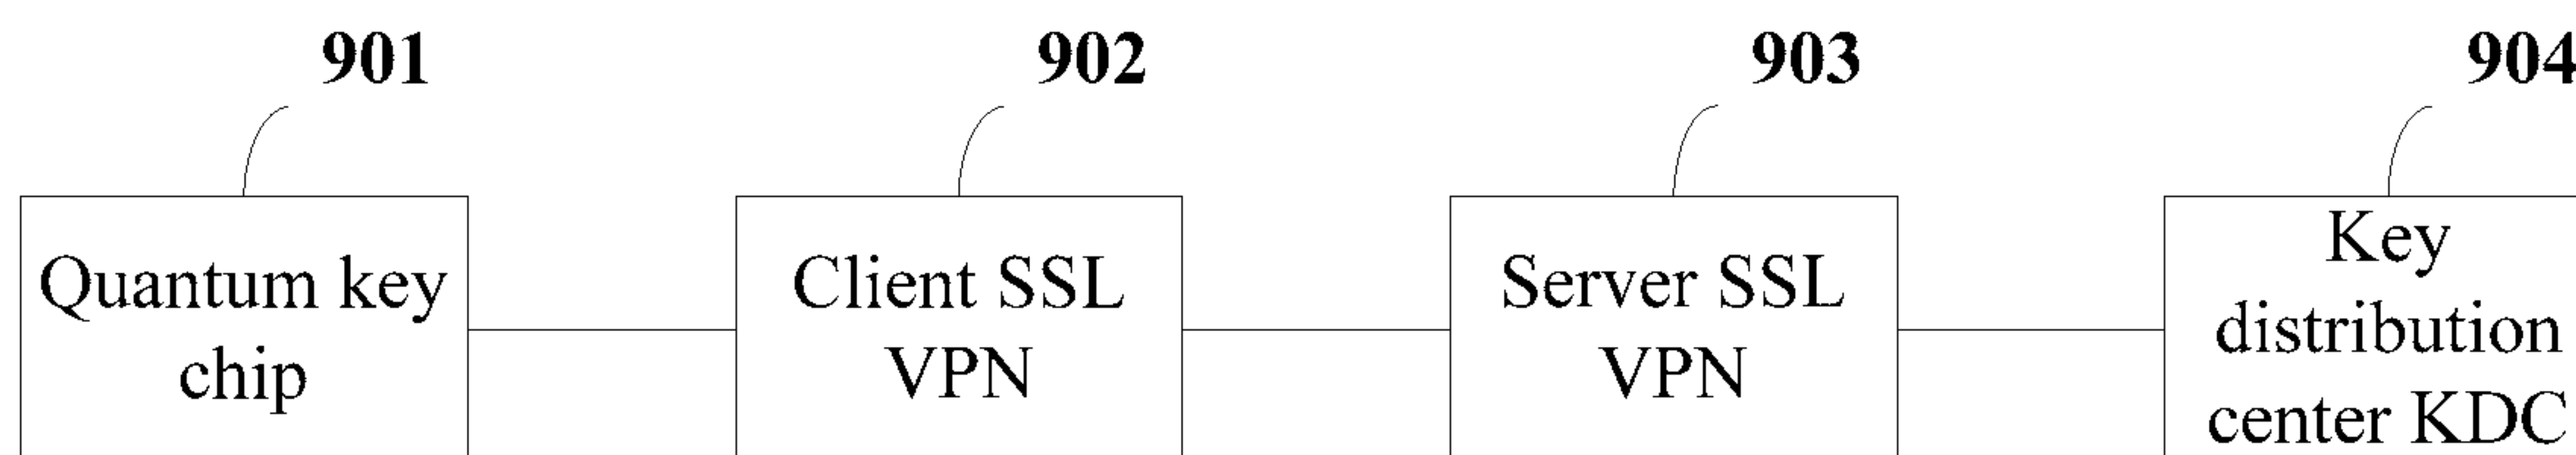 901
902
903
904
Quantum key
chip
Client SSL
VPN
Server SSL
VPN
Key
distribution
center KDC